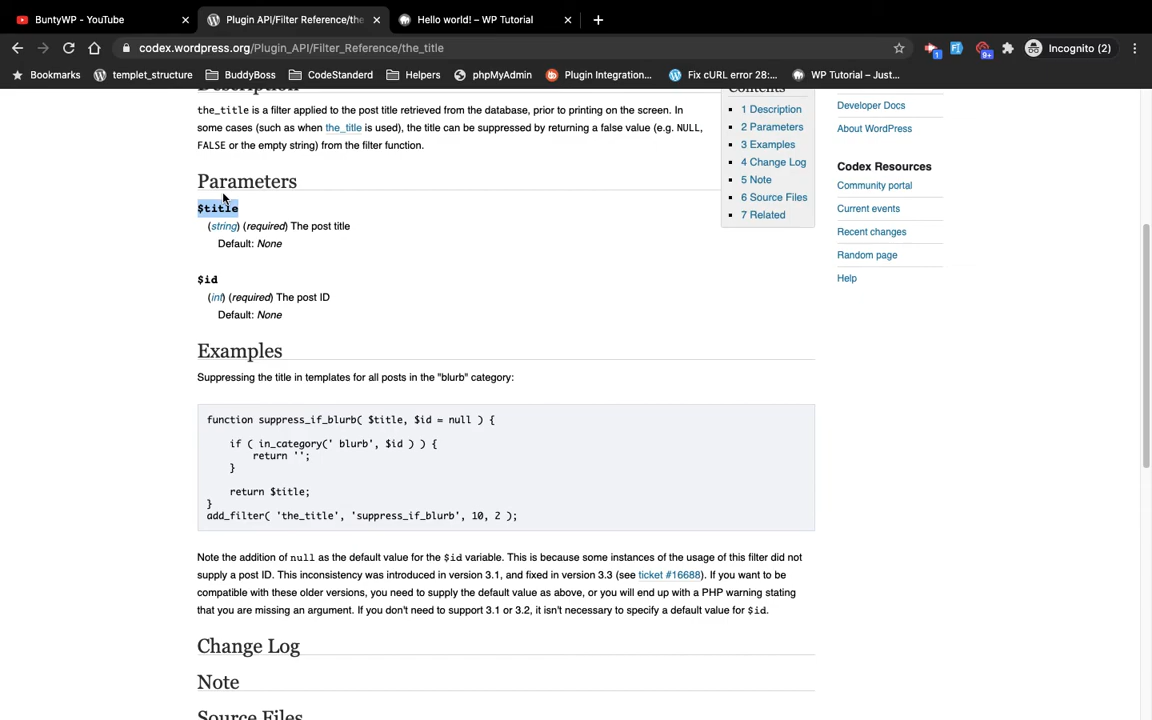 BuntyWP - YouTube
Plugin API/Filter Reference/the
Hello world! – WP Tutorial
codex.wordpress.org/Plugin_API/Filter_Reference/the_title
1
9+
Incognito (2)
Bookmarks
templet_structure
BuddyBoss
CodeStanderd
Helpers
phpMyAdmin
Plugin Integration...
Fix cURL error 28:...
WP Tutorial – Just...
Description
the_title is a filter applied to the post title retrieved from the database, prior to printing on the screen. In
some cases (such as when the_title is used), the title can be suppressed by returning a false value (e.g. NULL,
FALSE or the empty string) from the filter function.
Contents
1 Description
2 Parameters
3 Examples
4 Change Log
5 Note
6 Source Files
7 Related
Developer Docs
About WordPress
Codex Resources
Community portal
Current events
Recent changes
Random page
Help
Parameters
$title
(string) (required) The post title
Default: None
$id
(int) (required) The post ID
Default: None
Examples
Suppressing the title in templates for all posts in the "blurb" category:
function suppress_if_blurb( $title, $id = null ) {
if ( in_category(' blurb', $id ) ) {
return '';
}
return $title;
}
add_filter( 'the_title', 'suppress_if_blurb', 10, 2 );
Note the addition of null as the default value for the $id variable. This is because some instances of the usage of this filter did not
supply a post ID. This inconsistency was introduced in version 3.1, and fixed in version 3.3 (see ticket #16688). If you want to be
compatible with these older versions, you need to supply the default value as above, or you will end up with a PHP warning stating
that you are missing an argument. If you don't need to support 3.1 or 3.2, it isn't necessary to specify a default value for $id.
Change Log
Note
Source Files